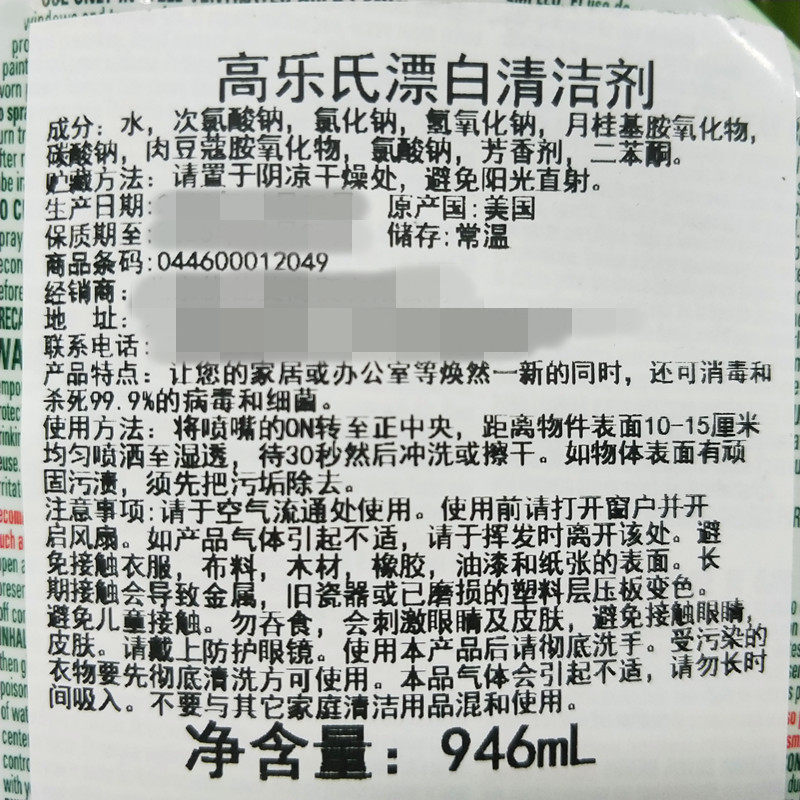 高乐氏漂白清洁剂
成分：水，次氯酸钠，氯化钠，氢氧化钠，月桂基胺氧化物，
碳酸钠，肉豆蔻胺氧化物，氯酸钠，芳香剂，二苯酮。
贮藏方法：请置于阴凉干燥处，避免阳光直射。
生产日期： 原产国：美国
保质期至： 储存：常温
商品条码：044600012049
经销商：
地 址：
联系电话：
产品特点：让您的家居或办公室等焕然一新的同时，还可消毒和
杀死99.9%的病毒和细菌。
使用方法：将喷嘴的ON转至正中央，距离物件表面10-15厘米
均匀喷洒至湿透，待30秒然后冲洗或擦干。如物体表面有顽
固污渍，须先把污垢除去。
注意事项：请于空气流通处使用。使用前请打开窗户并开
启风扇。如产品气体引起不适，请于挥发时离开该处。避
免接触衣服，布料，木材，橡胶，油漆和纸张的表面。长
期接触会导致金属，旧瓷器或已磨损的塑料层压板变色。
避免儿童接触。勿吞食，会刺激眼睛及皮肤，避免接触眼睛，
皮肤。请戴上防护眼镜。使用本产品后请彻底洗手。受污染的
衣物要先彻底清洗方可使用。本品气体会引起不适，请勿长时
间吸入。不要与其它家庭清洁用品混和使用。
净含量：946mL